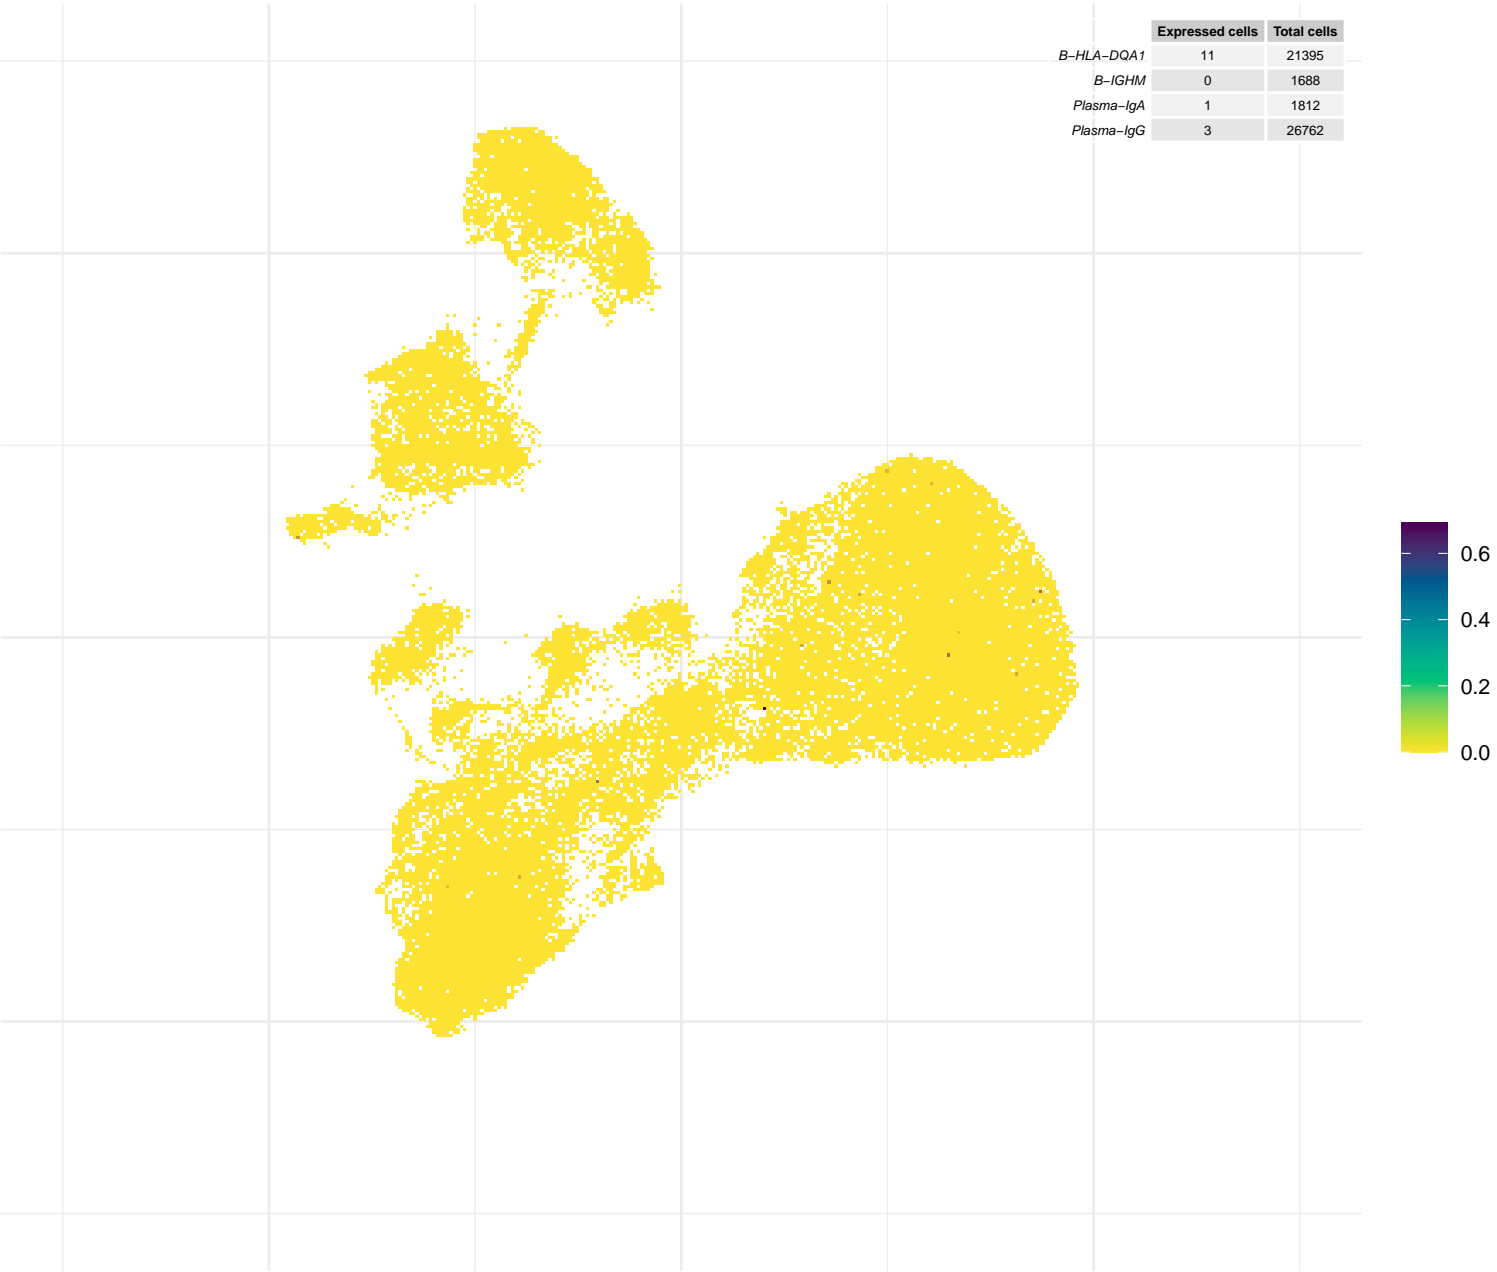 Expressed cells Total cells
B−HLA−DQA1 11 21395
B−IGHM 0 1688
Plasma−IgA 1 1812
Plasma−IgG 3 26762
0.6
0.4
0.2
0.0